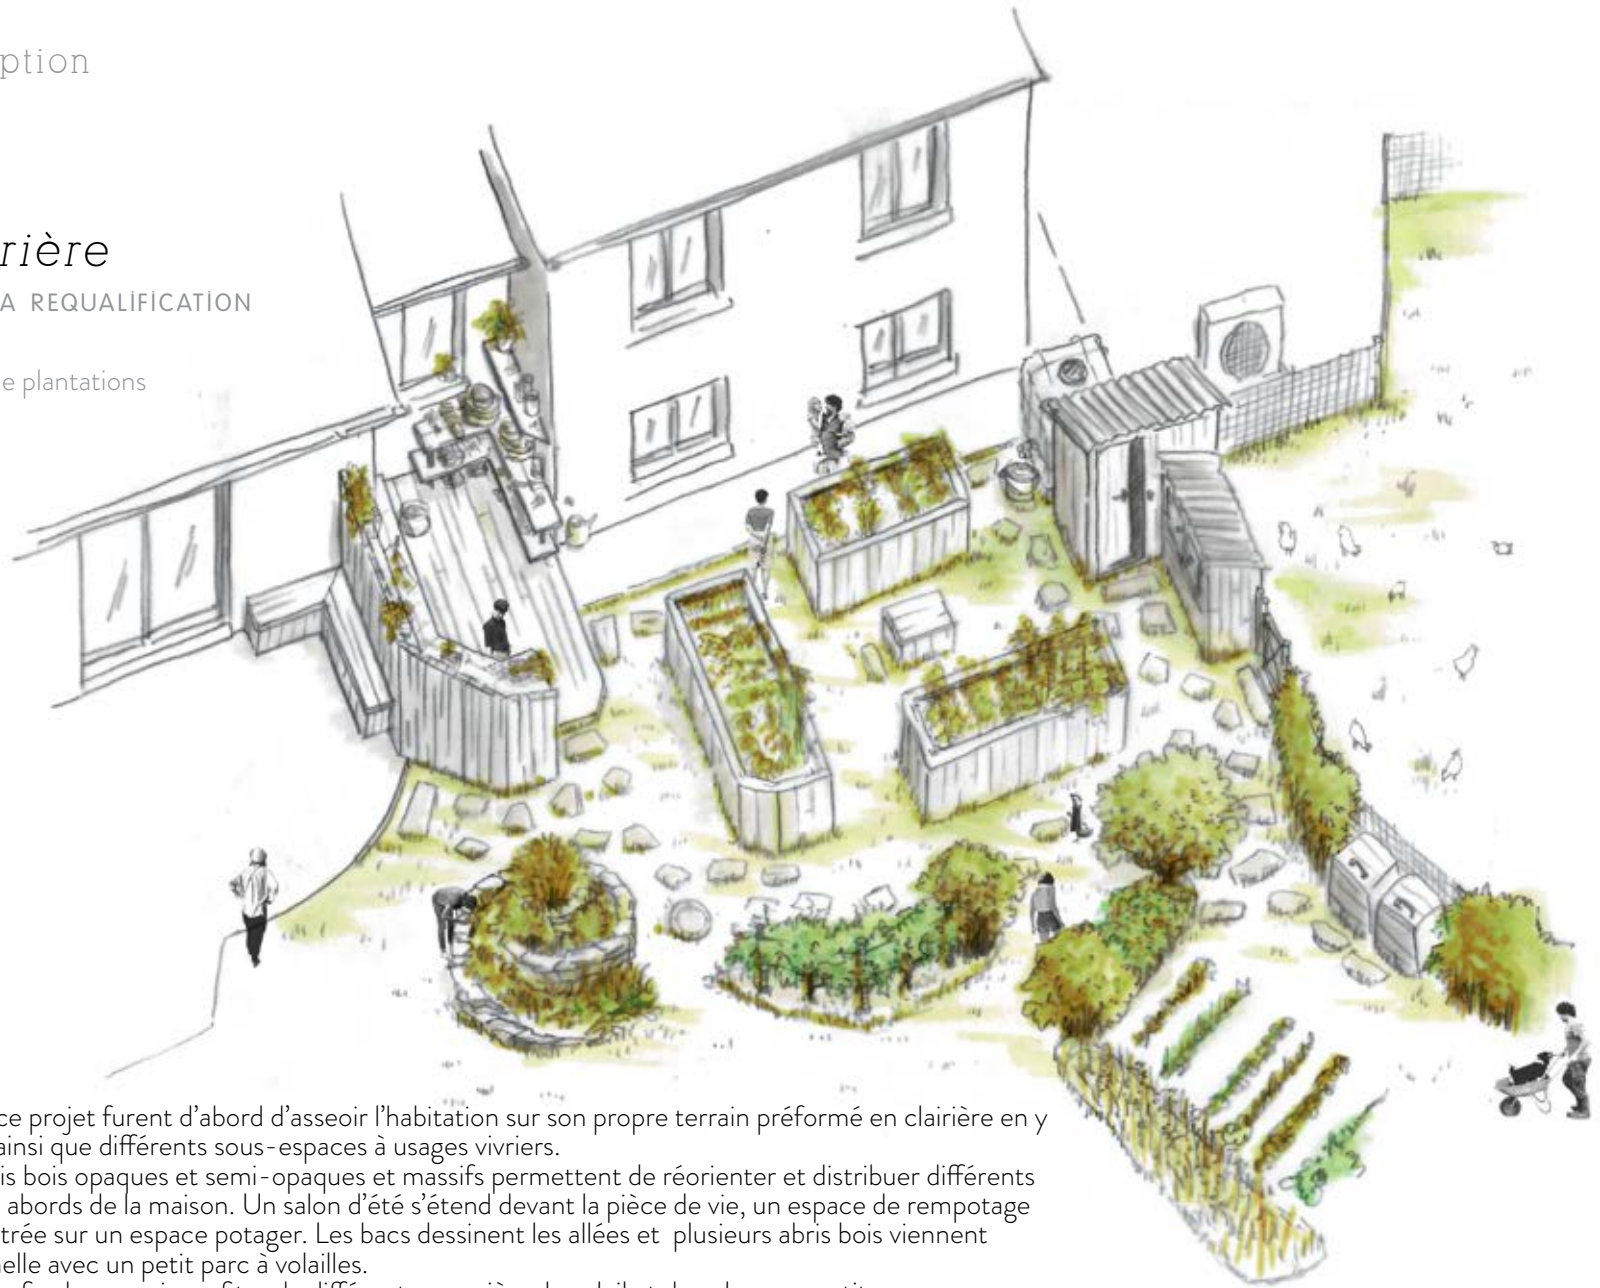 ption
rière
A REQUALIFICATION
e plantations
ce projet furent d'abord d'asseoir l'habitation sur son propre terrain préformé en clairière en y
ainsi que différents sous-espaces à usages vivriers.
is bois opaques et semi-opaques et massifs permettent de réorienter et distribuer différents
abords de la maison. Un salon d'été s'étend devant la pièce de vie, un espace de rempotage
trée sur un espace potager. Les bacs dessinent les allées et plusieurs abris bois viennent
elle avec un petit parc à volailles.